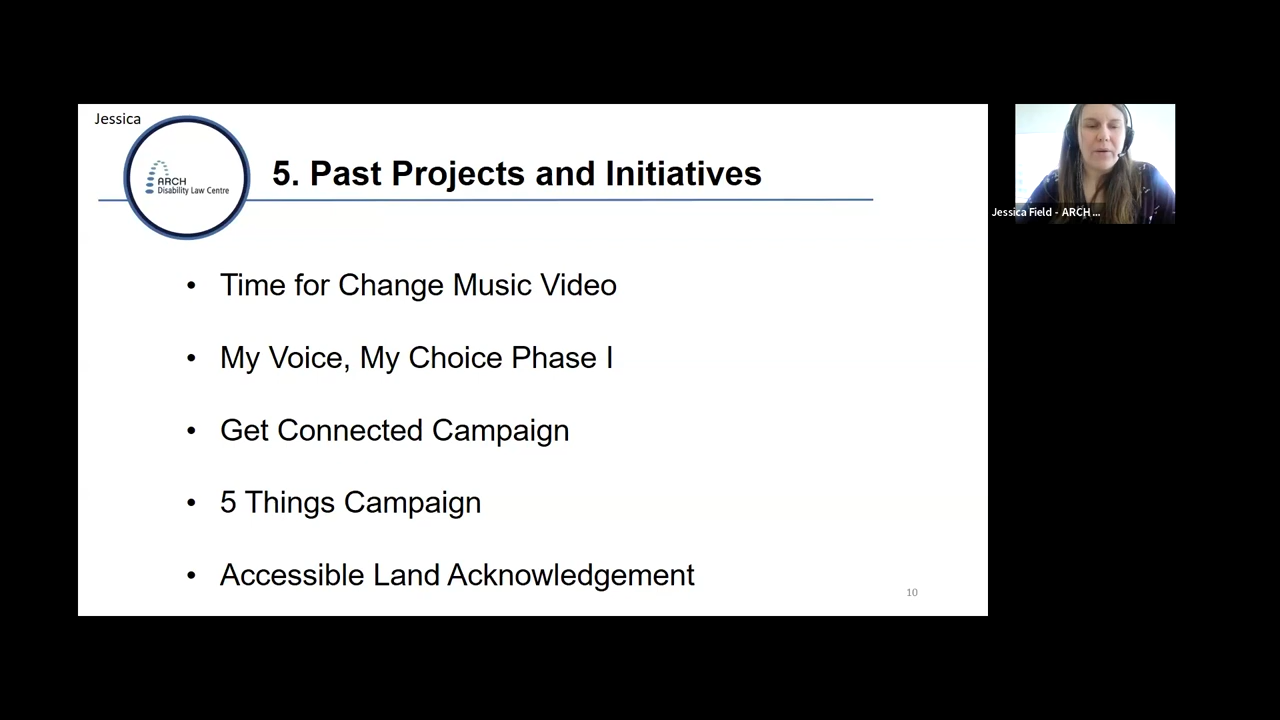 Jessica
ARCH
Disability Law Centre
5. Past Projects and Initiatives
• Time for Change Music Video
• My Voice, My Choice Phase I
• Get Connected Campaign
• 5 Things Campaign
• Accessible Land Acknowledgement
10
Jessica Field - ARCH ...